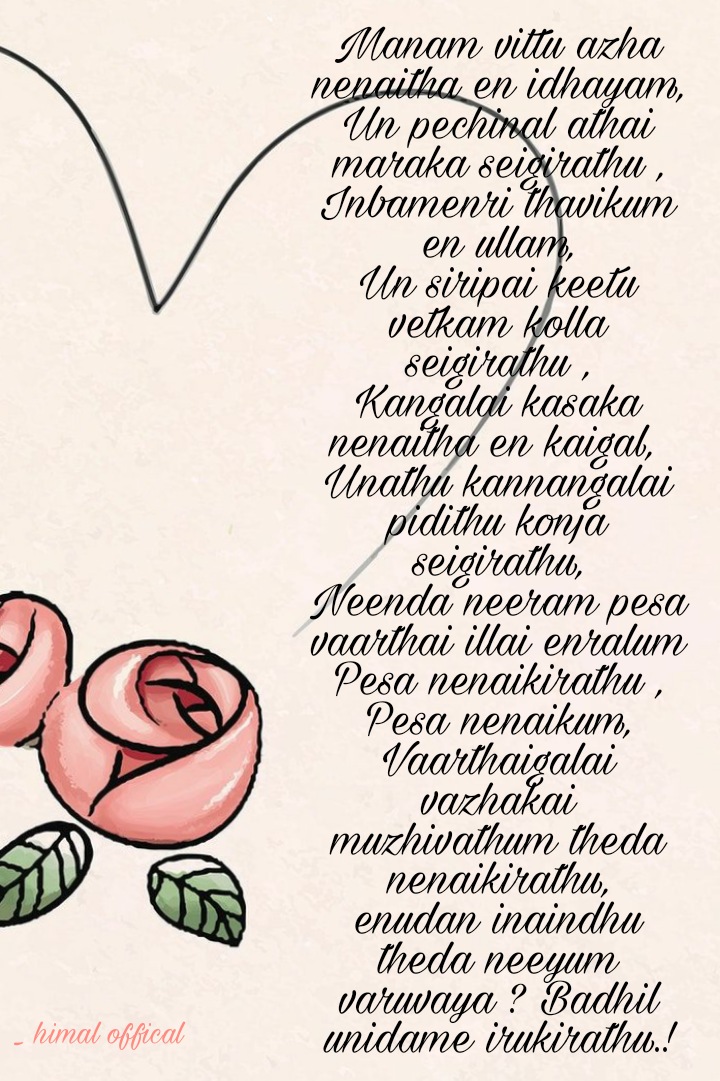 Manam vittu azha
nenaitha en idhayam,
Un pechinal athai
maraka seigirathu ,
Inbamenri thavikum
en ullam,
Un siripai keetu
vetkam kolla
seigirathu ,
Kangalai kasaka
nenaitha en kaigal,
Unathu kannangalai
pidithu konja
seigirathu,
Neenda neeram pesa
vaarthai illai enralum
Pesa nenaikirathu ,
Pesa nenaikum,
Vaarthaigalai
vazhakai
muzhivathum theda
nenaikirathu,
enudan inaindhu
theda neeyum
varuvaya ? Badhil
unidame irukirathu.!
_ himal offical